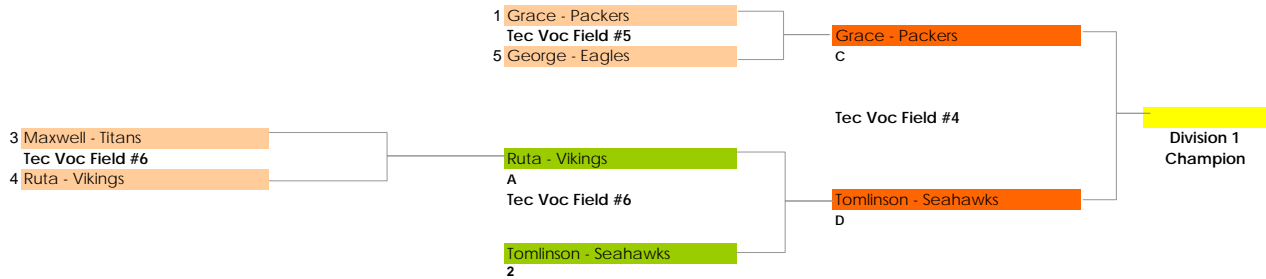 1 Grace - Packers
Tec Voc Field #5
5 George - Eagles
Grace - Packers
C
Tec Voc Field #4
Division 1
Champion
3 Maxwell - Titans
Tec Voc Field #6
4 Ruta - Vikings
Ruta - Vikings
A
Tec Voc Field #6
Tomlinson - Seahawks
2
Tomlinson - Seahawks
D